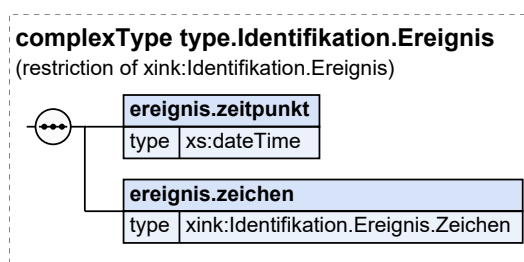 complexType type.Identifikation.Ereignis
(restriction of xink:Identifikation.Ereignis)
ereignis.zeitpunkt
type xs:dateTime
ereignis.zeichen
type xink:Identifikation.Ereignis.Zeichen